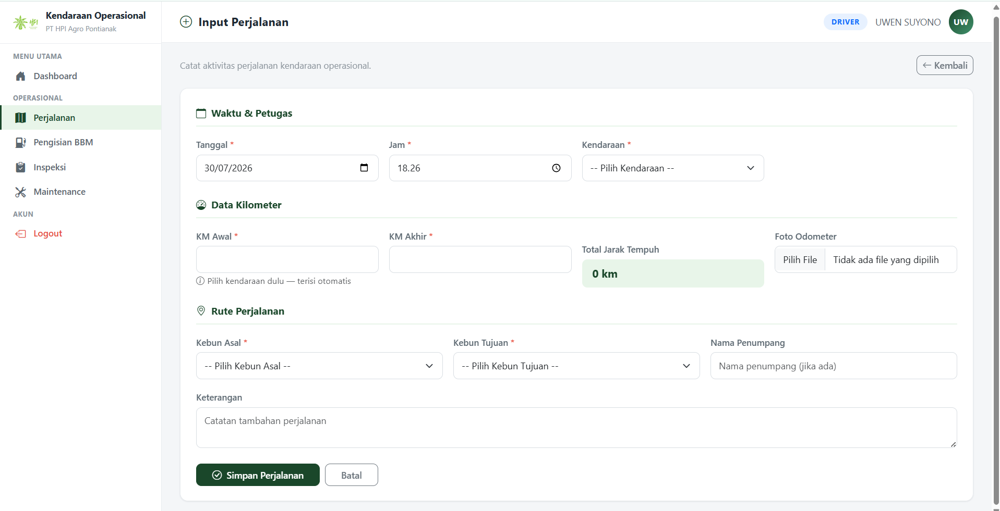 HPI
Kendaraan Operasional
PT HPI Agro Pontianak
MENU UTAMA
Dashboard
OPERASIONAL
Perjalanan
Pengisian BBM
Inspeksi
Maintenance
AKUN
Logout
Input Perjalanan
DRIVER
UWEN SUYONO
UW
Catat aktivitas perjalanan kendaraan operasional.
← Kembali
Waktu & Petugas
Tanggal *
Jam *
Kendaraan *
30/07/2026
18.26
-- Pilih Kendaraan --
Data Kilometer
KM Awal *
KM Akhir *
Total Jarak Tempuh
Foto Odometer
0 km
Pilih File
Tidak ada file yang dipilih
Pilih kendaraan dulu — terisi otomatis
Rute Perjalanan
Kebun Asal *
Kebun Tujuan *
Nama Penumpang
-- Pilih Kebun Asal --
-- Pilih Kebun Tujuan --
Nama penumpang (jika ada)
Keterangan
Catatan tambahan perjalanan
Simpan Perjalanan
Batal